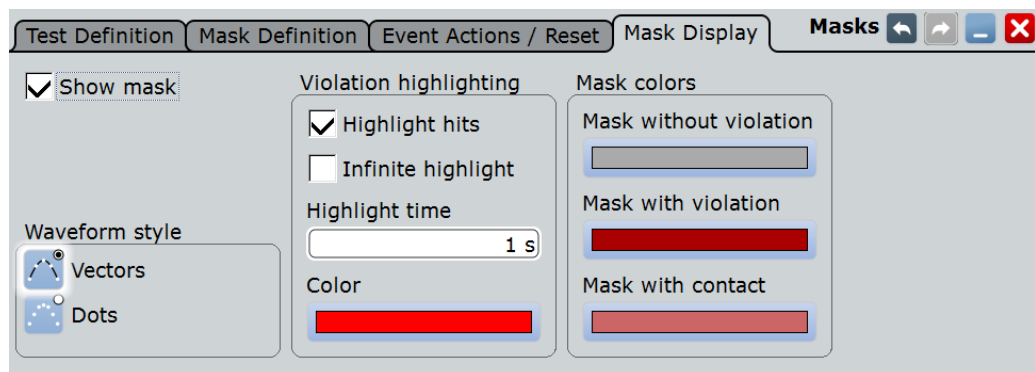 Test Definition
Mask Definition
Event Actions / Reset
Mask Display
Masks
Show mask
Waveform style
Vectors
Dots
Violation highlighting
Highlight hits
Infinite highlight
Highlight time
1 s
Color
Mask colors
Mask without violation
Mask with violation
Mask with contact